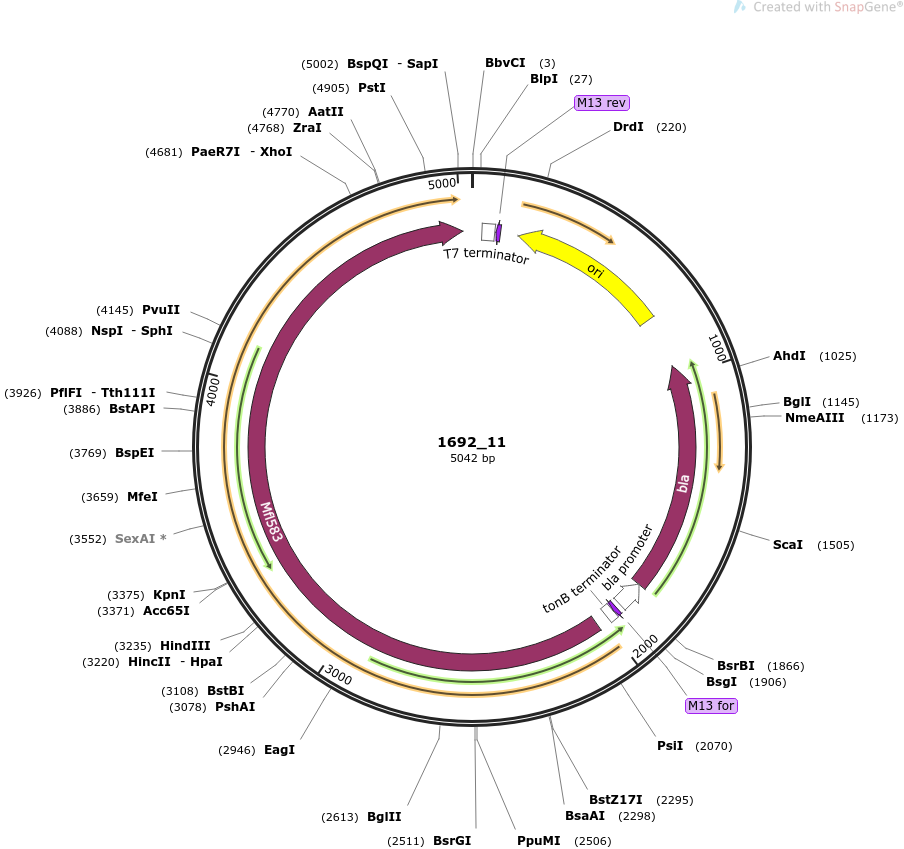 Created with SnapGene®
(5002) BspQI - SapI
BbvCI (3)
(4905) PstI
BlpI (27)
(4770) AatII
M13 rev
(4768) ZraI
DrdI (220)
(4681) PaeR7I - XhoI
5000
T7 terminator
ori
(4145) PvuII
(4088) NspI - SphI
1000
AhdI (1025)
4000
(3926) PflFI - Tth111I
(3886) BstAPI
BglI (1145)
NmeAIII (1173)
1692_11
5042 bp
(3769) BspEI
bla
(3659) MfeI
Mfl583
(3552) SexAI *
ScaI (1505)
tonB terminator
bla promoter
(3375) KpnI
(3371) Acc65I
(3235) HindIII
(3220) HincII - HpaI
2000
BsrBI (1866)
BsgI (1906)
3000
(3108) BstBI
(3078) PshAI
M13 for
(2946) EagI
PsiI (2070)
BstZ17I (2295)
BsaAI (2298)
(2613) BglII
(2511) BsrGI
PpuMI (2506)